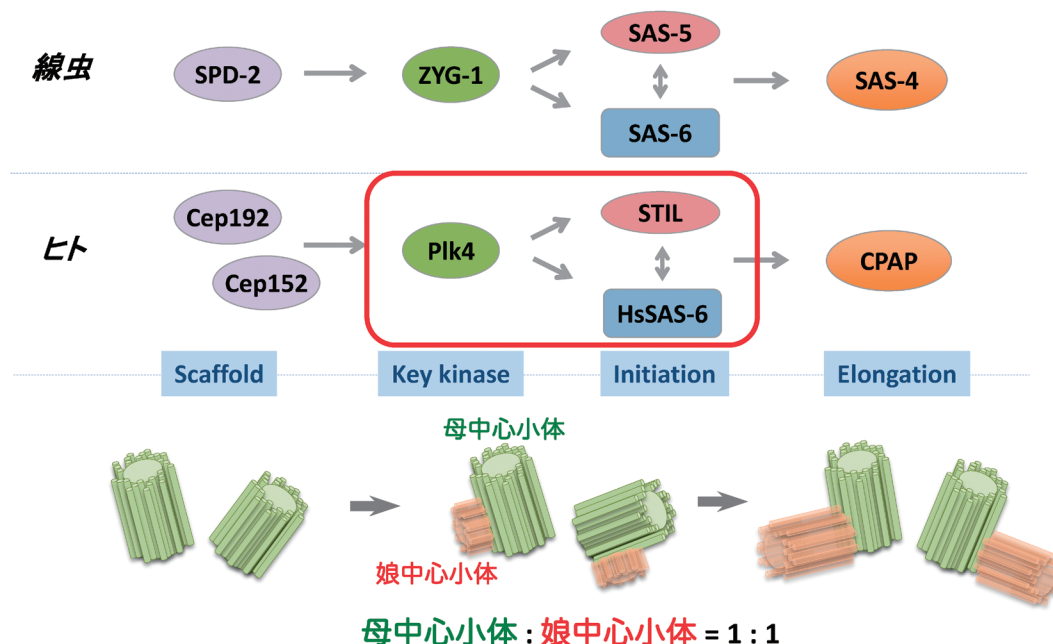 線虫
SPD-2
ZYG-1
SAS-5
SAS-6
SAS-4
ヒト
Cep192
Cep152
Plk4
STIL
HsSAS-6
CPAP
Scaffold
Key kinase
Initiation
Elongation
母中心小体
娘中心小体
母中心小体 : 娘中心小体 = 1 : 1